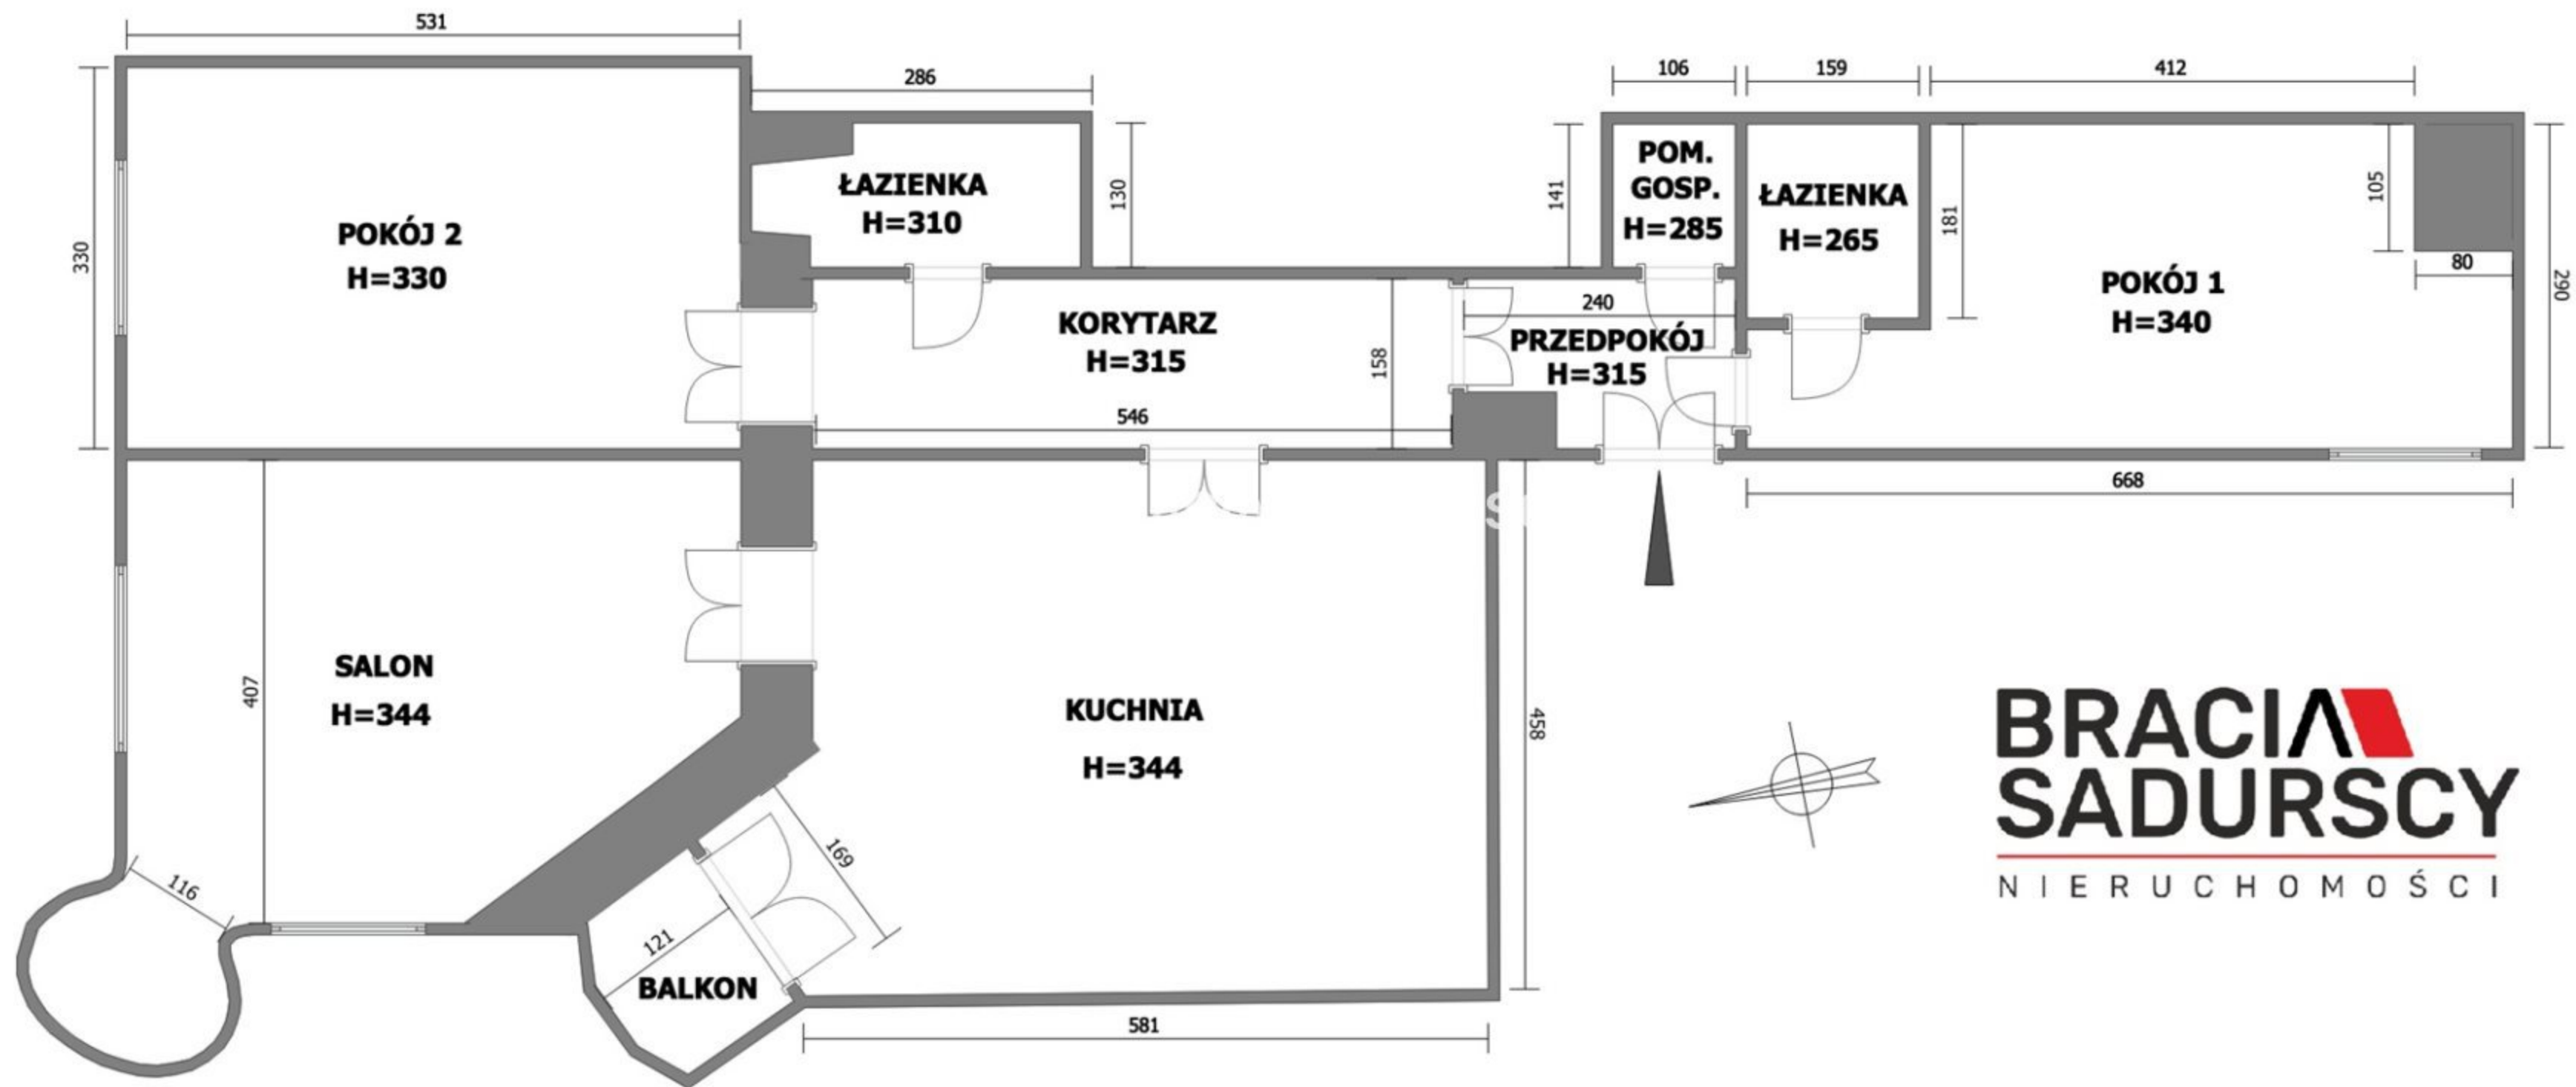 531
286
106
159
412
330
POKÓJ 2
H=330
ŁAZIENKA
H=310
130
141
POM.
GOSP.
H=285
ŁAZIENKA
H=265
181
105
80
290
POKÓJ 1
H=340
KORYTARZ
H=315
158
240
PRZEDPOKÓJ
H=315
546
668
407
SALON
H=344
KUCHNIA
H=344
458
169
116
121
BALKON
581
BRACIA
SADURSCY
NIERUCHOMOŚCI